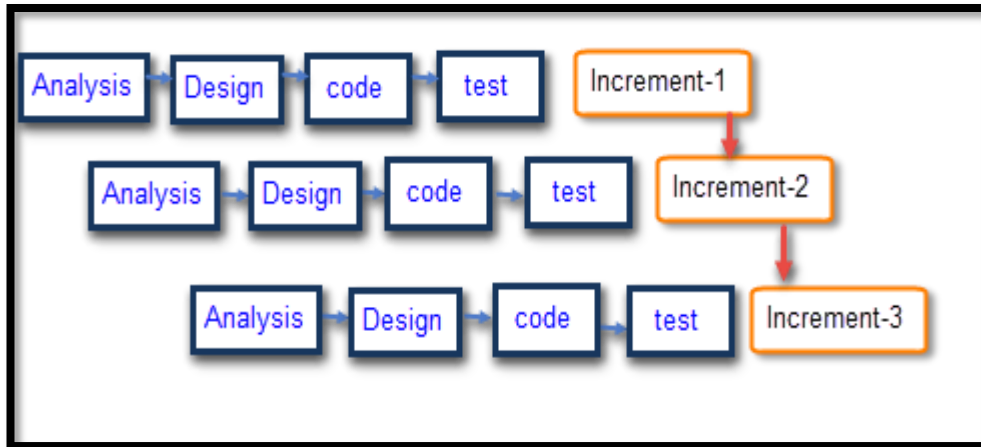 Analysis Design code test Increment-1
Analysis Design code test Increment-2
Analysis Design code test Increment-3